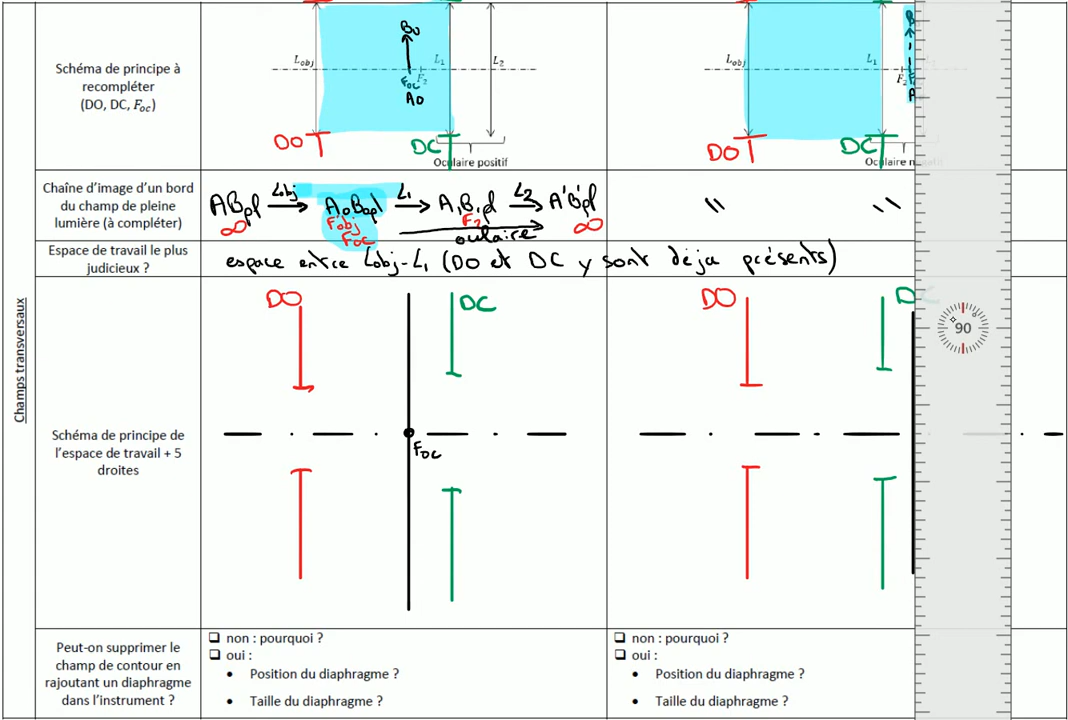 Schéma de principe à
recompléter
(DO, DC, Foc)
Bo
Lobj
L1
L2
Foc
F2
Ao
DO
DC
Oculaire positif
Lobj
L1
F2
DO
DC
Chaîne d'image d'un bord
du champ de pleine
lumière (à compléter)
ABpl Lobj → AoBopl L1 → A1B1pl L2 → A'B'pl
∞ F'obj F2 ∞
Foc oculaire
" "
Espace de travail le plus
judicieux ?
espace entre Lobj-L1 (DO et DC y sont déja présents)
Champs transversaux
Schéma de principe de
l'espace de travail + 5
droites
DO
DC
Foc
DO
DC
90
Peut-on supprimer le
champ de contour en
rajoutant un diaphragme
dans l'instrument ?
non : pourquoi ?
oui :
• Position du diaphragme ?
• Taille du diaphragme ?
non : pourquoi ?
oui :
• Position du diaphragme ?
• Taille du diaphragme ?